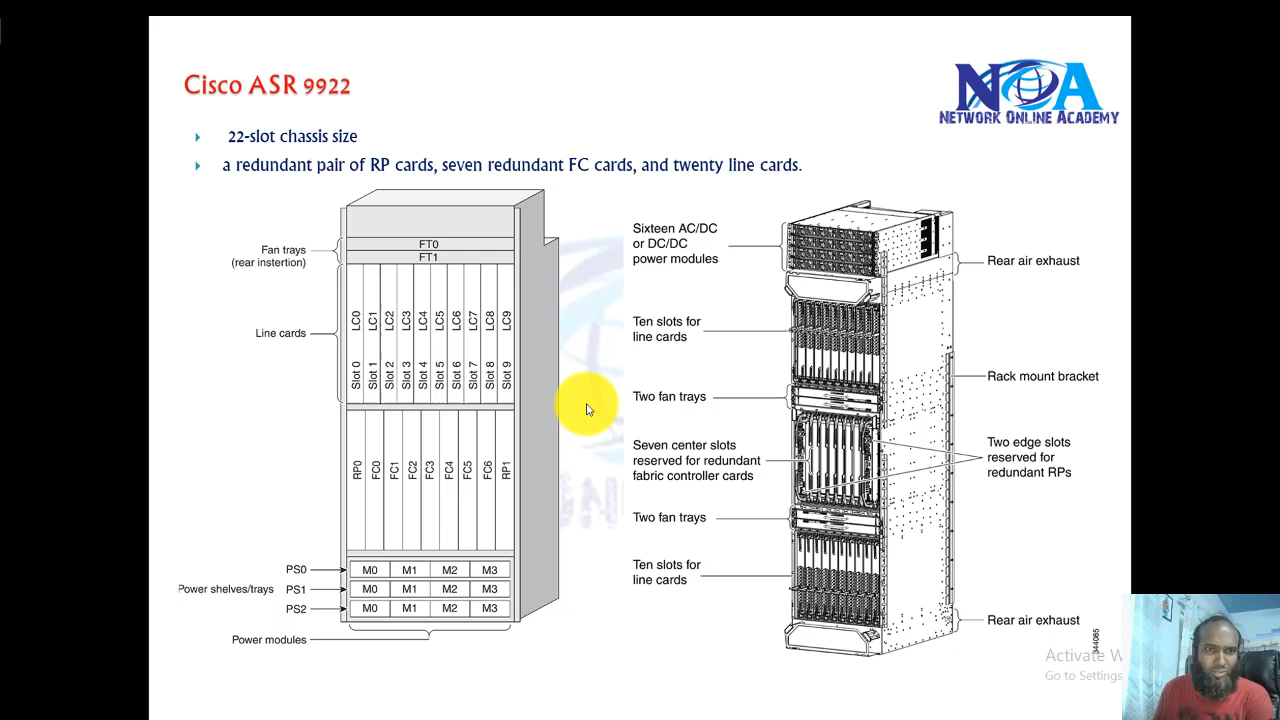 Cisco ASR 9922
NOA
NETWORK ONLINE ACADEMY
22-slot chassis size
a redundant pair of RP cards, seven redundant FC cards, and twenty line cards.
Fan trays
(rear instertion)
FT0
FT1
Line cards
LC0 LC1 LC2 LC3 LC4 LC5 LC6 LC7 LC8 LC9
Slot 0 Slot 1 Slot 2 Slot 3 Slot 4 Slot 5 Slot 6 Slot 7 Slot 8 Slot 9
RP0 FC0 FC1 FC2 FC3 FC4 FC5 FC6 RP1
PS0 M0 M1 M2 M3
Power shelves/trays PS1 M0 M1 M2 M3
PS2 M0 M1 M2 M3
Power modules
Sixteen AC/DC
or DC/DC
power modules
Rear air exhaust
Ten slots for
line cards
Rack mount bracket
Two fan trays
Seven center slots
reserved for redundant
fabric controller cards
Two edge slots
reserved for
redundant RPs
Two fan trays
Ten slots for
line cards
Rear air exhaust
344085
Activate W
Go to Settings